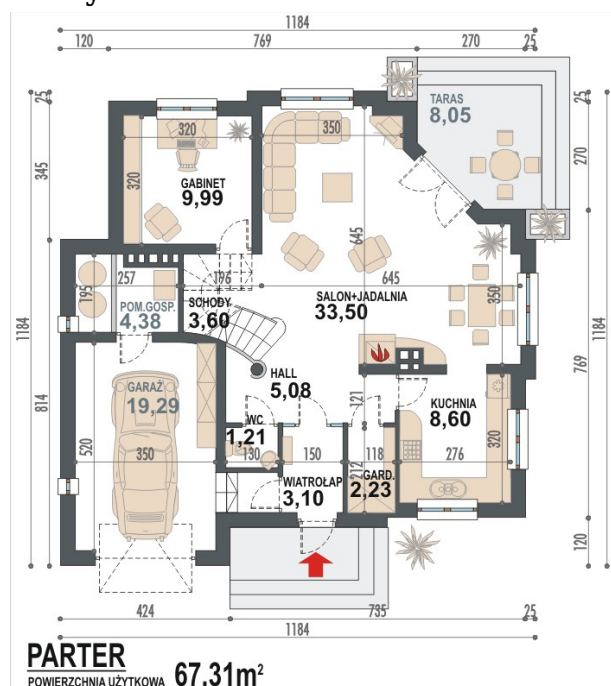 1184
120 769 270 25
25
345
814
1184
25
270
769
120
1184
TARAS
8,05
320
320
GABINET
9,99
350
645
645
350
SALON+JADALNIA
33,50
257
195
POM.GOSP.
4,38
196
SCHODY
3,60
HALL
5,08
121
KUCHNIA
8,60
320
276
GARAŻ
19,29
520
350
WC
1,21
130
150
WIATROŁAP
3,10
118
212
GARD.
2,23
424 735 25
1184
PARTER
POWIERZCHNIA UŻYTKOWA 67,31m²